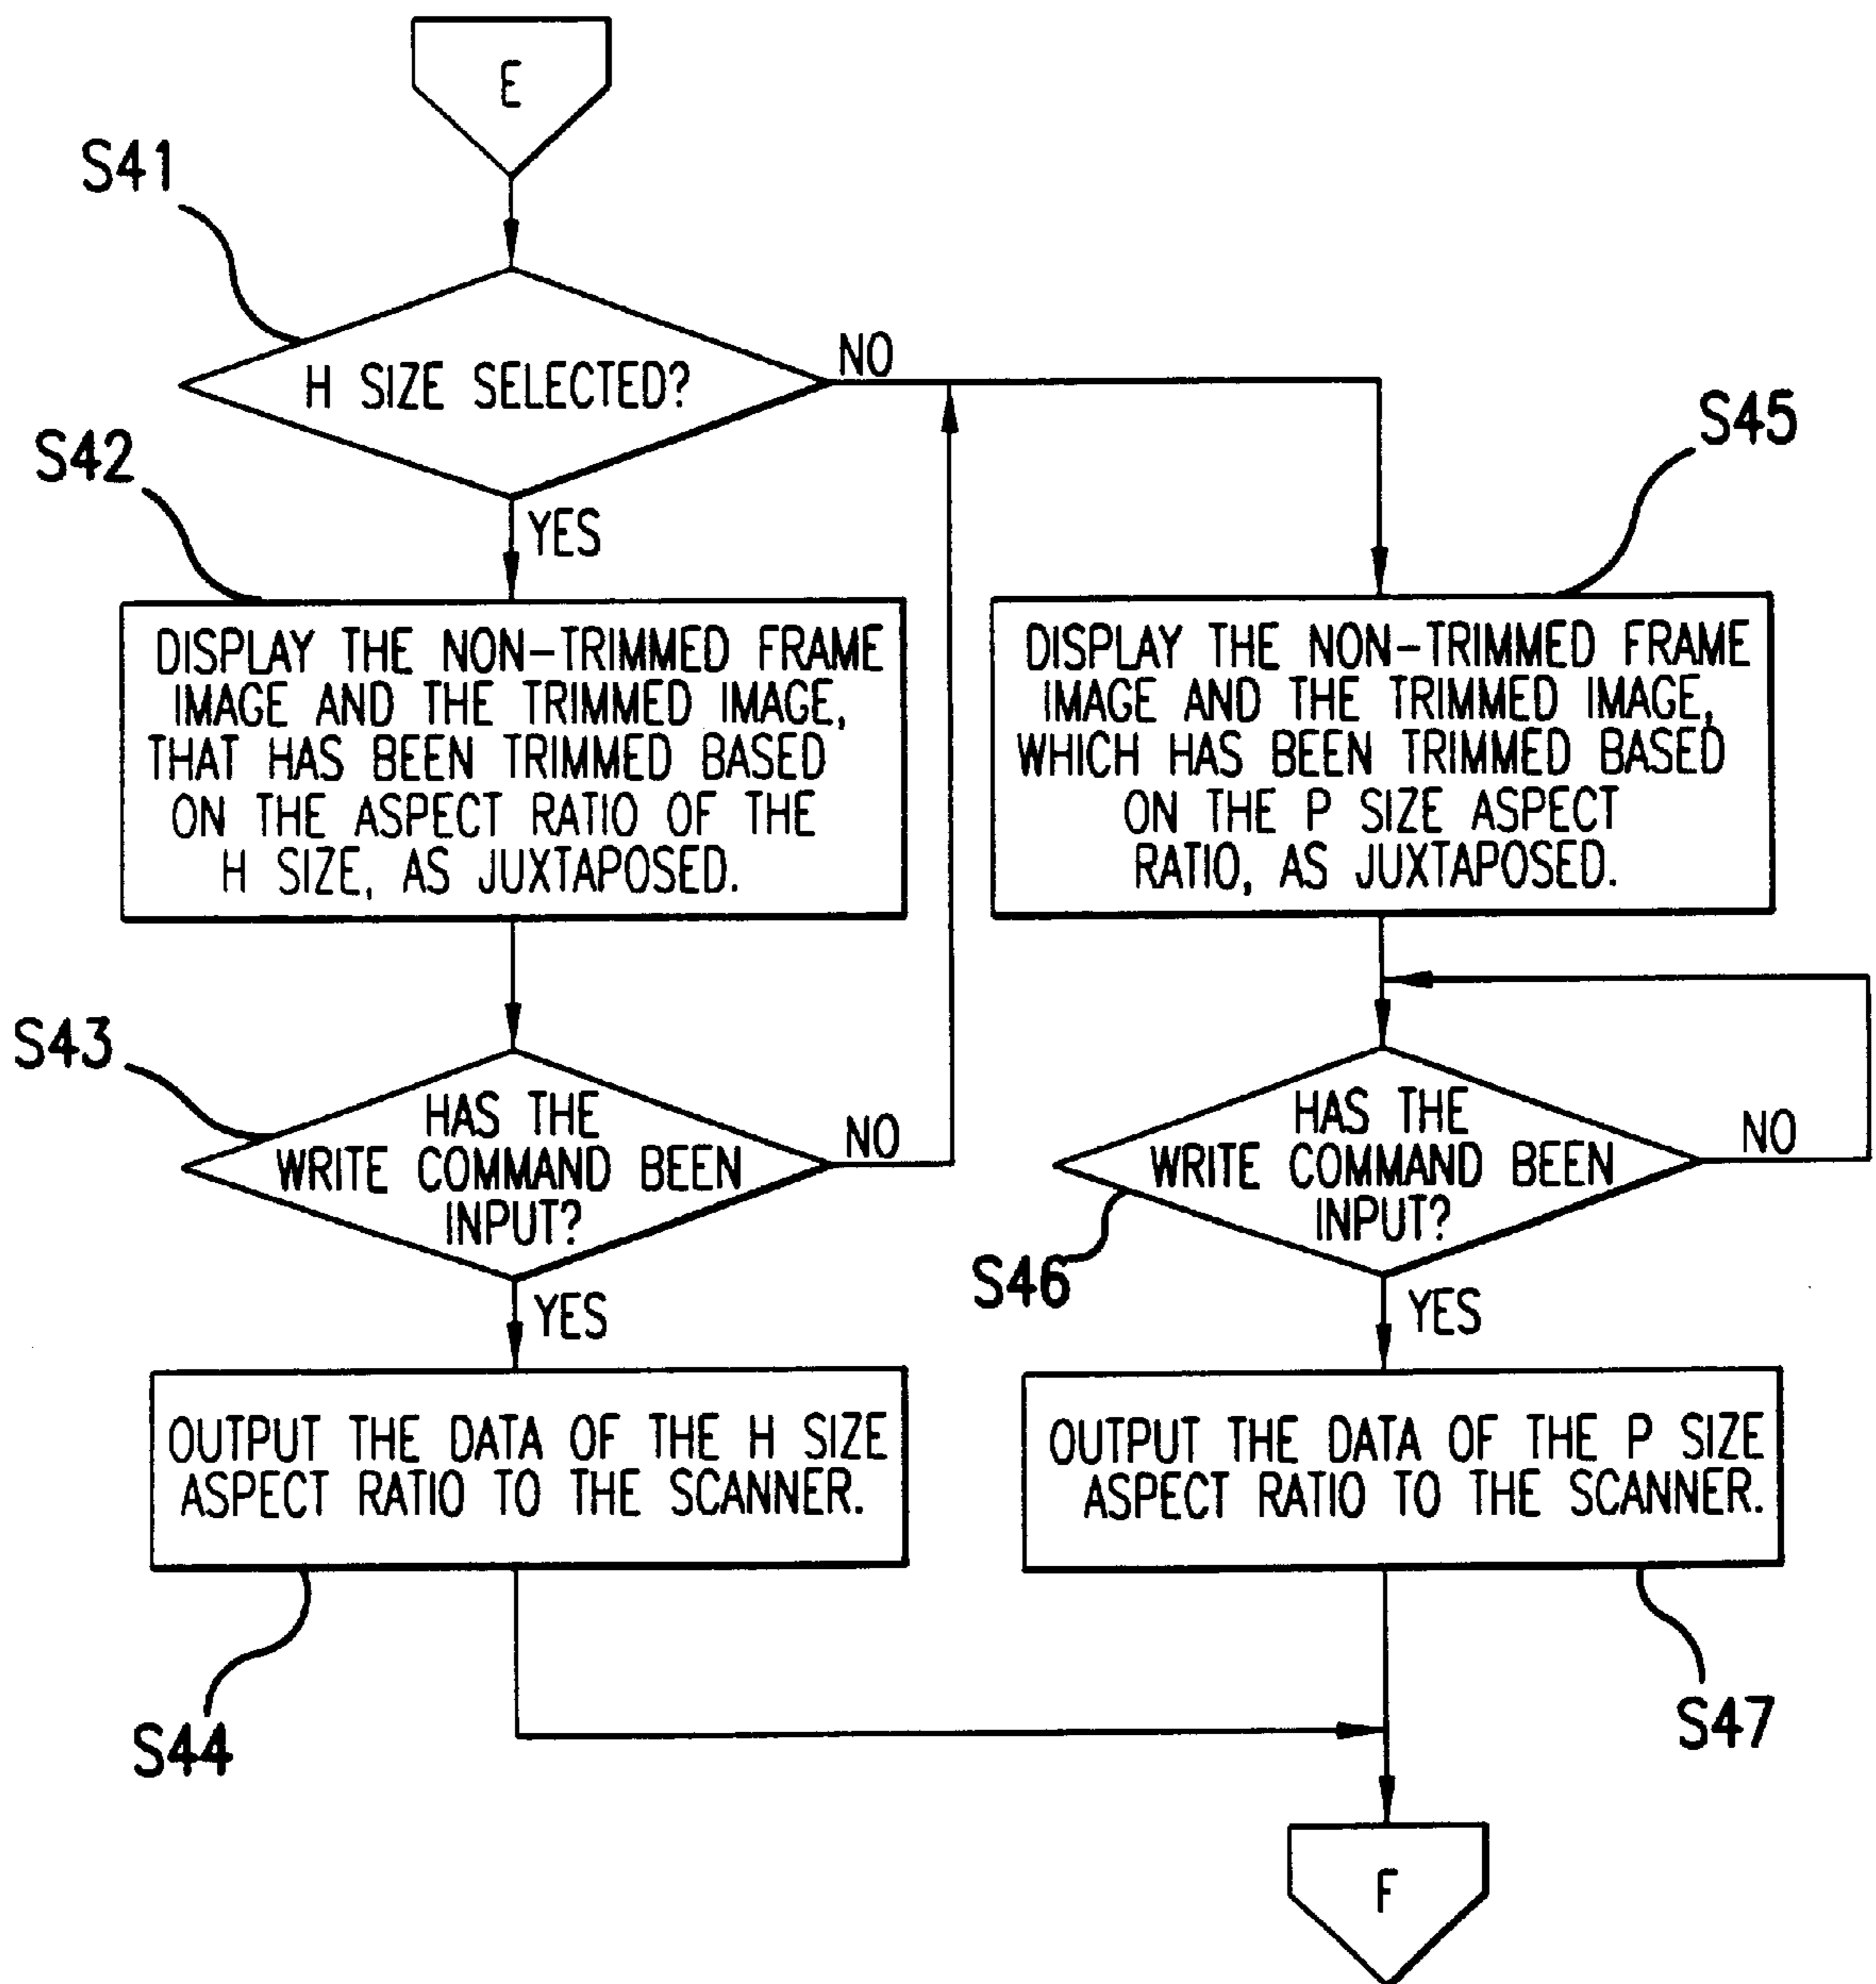 E
S41
H SIZE SELECTED?
NO
YES
S42
DISPLAY THE NON-TRIMMED FRAME
IMAGE AND THE TRIMMED IMAGE,
THAT HAS BEEN TRIMMED BASED
ON THE ASPECT RATIO OF THE
H SIZE, AS JUXTAPOSED.
S43
HAS THE
WRITE COMMAND BEEN
INPUT?
NO
YES
OUTPUT THE DATA OF THE H SIZE
ASPECT RATIO TO THE SCANNER.
S44
S45
DISPLAY THE NON-TRIMMED FRAME
IMAGE AND THE TRIMMED IMAGE,
WHICH HAS BEEN TRIMMED BASED
ON THE P SIZE ASPECT
RATIO, AS JUXTAPOSED.
HAS THE
WRITE COMMAND BEEN
INPUT?
NO
S46
YES
OUTPUT THE DATA OF THE P SIZE
ASPECT RATIO TO THE SCANNER.
S47
F